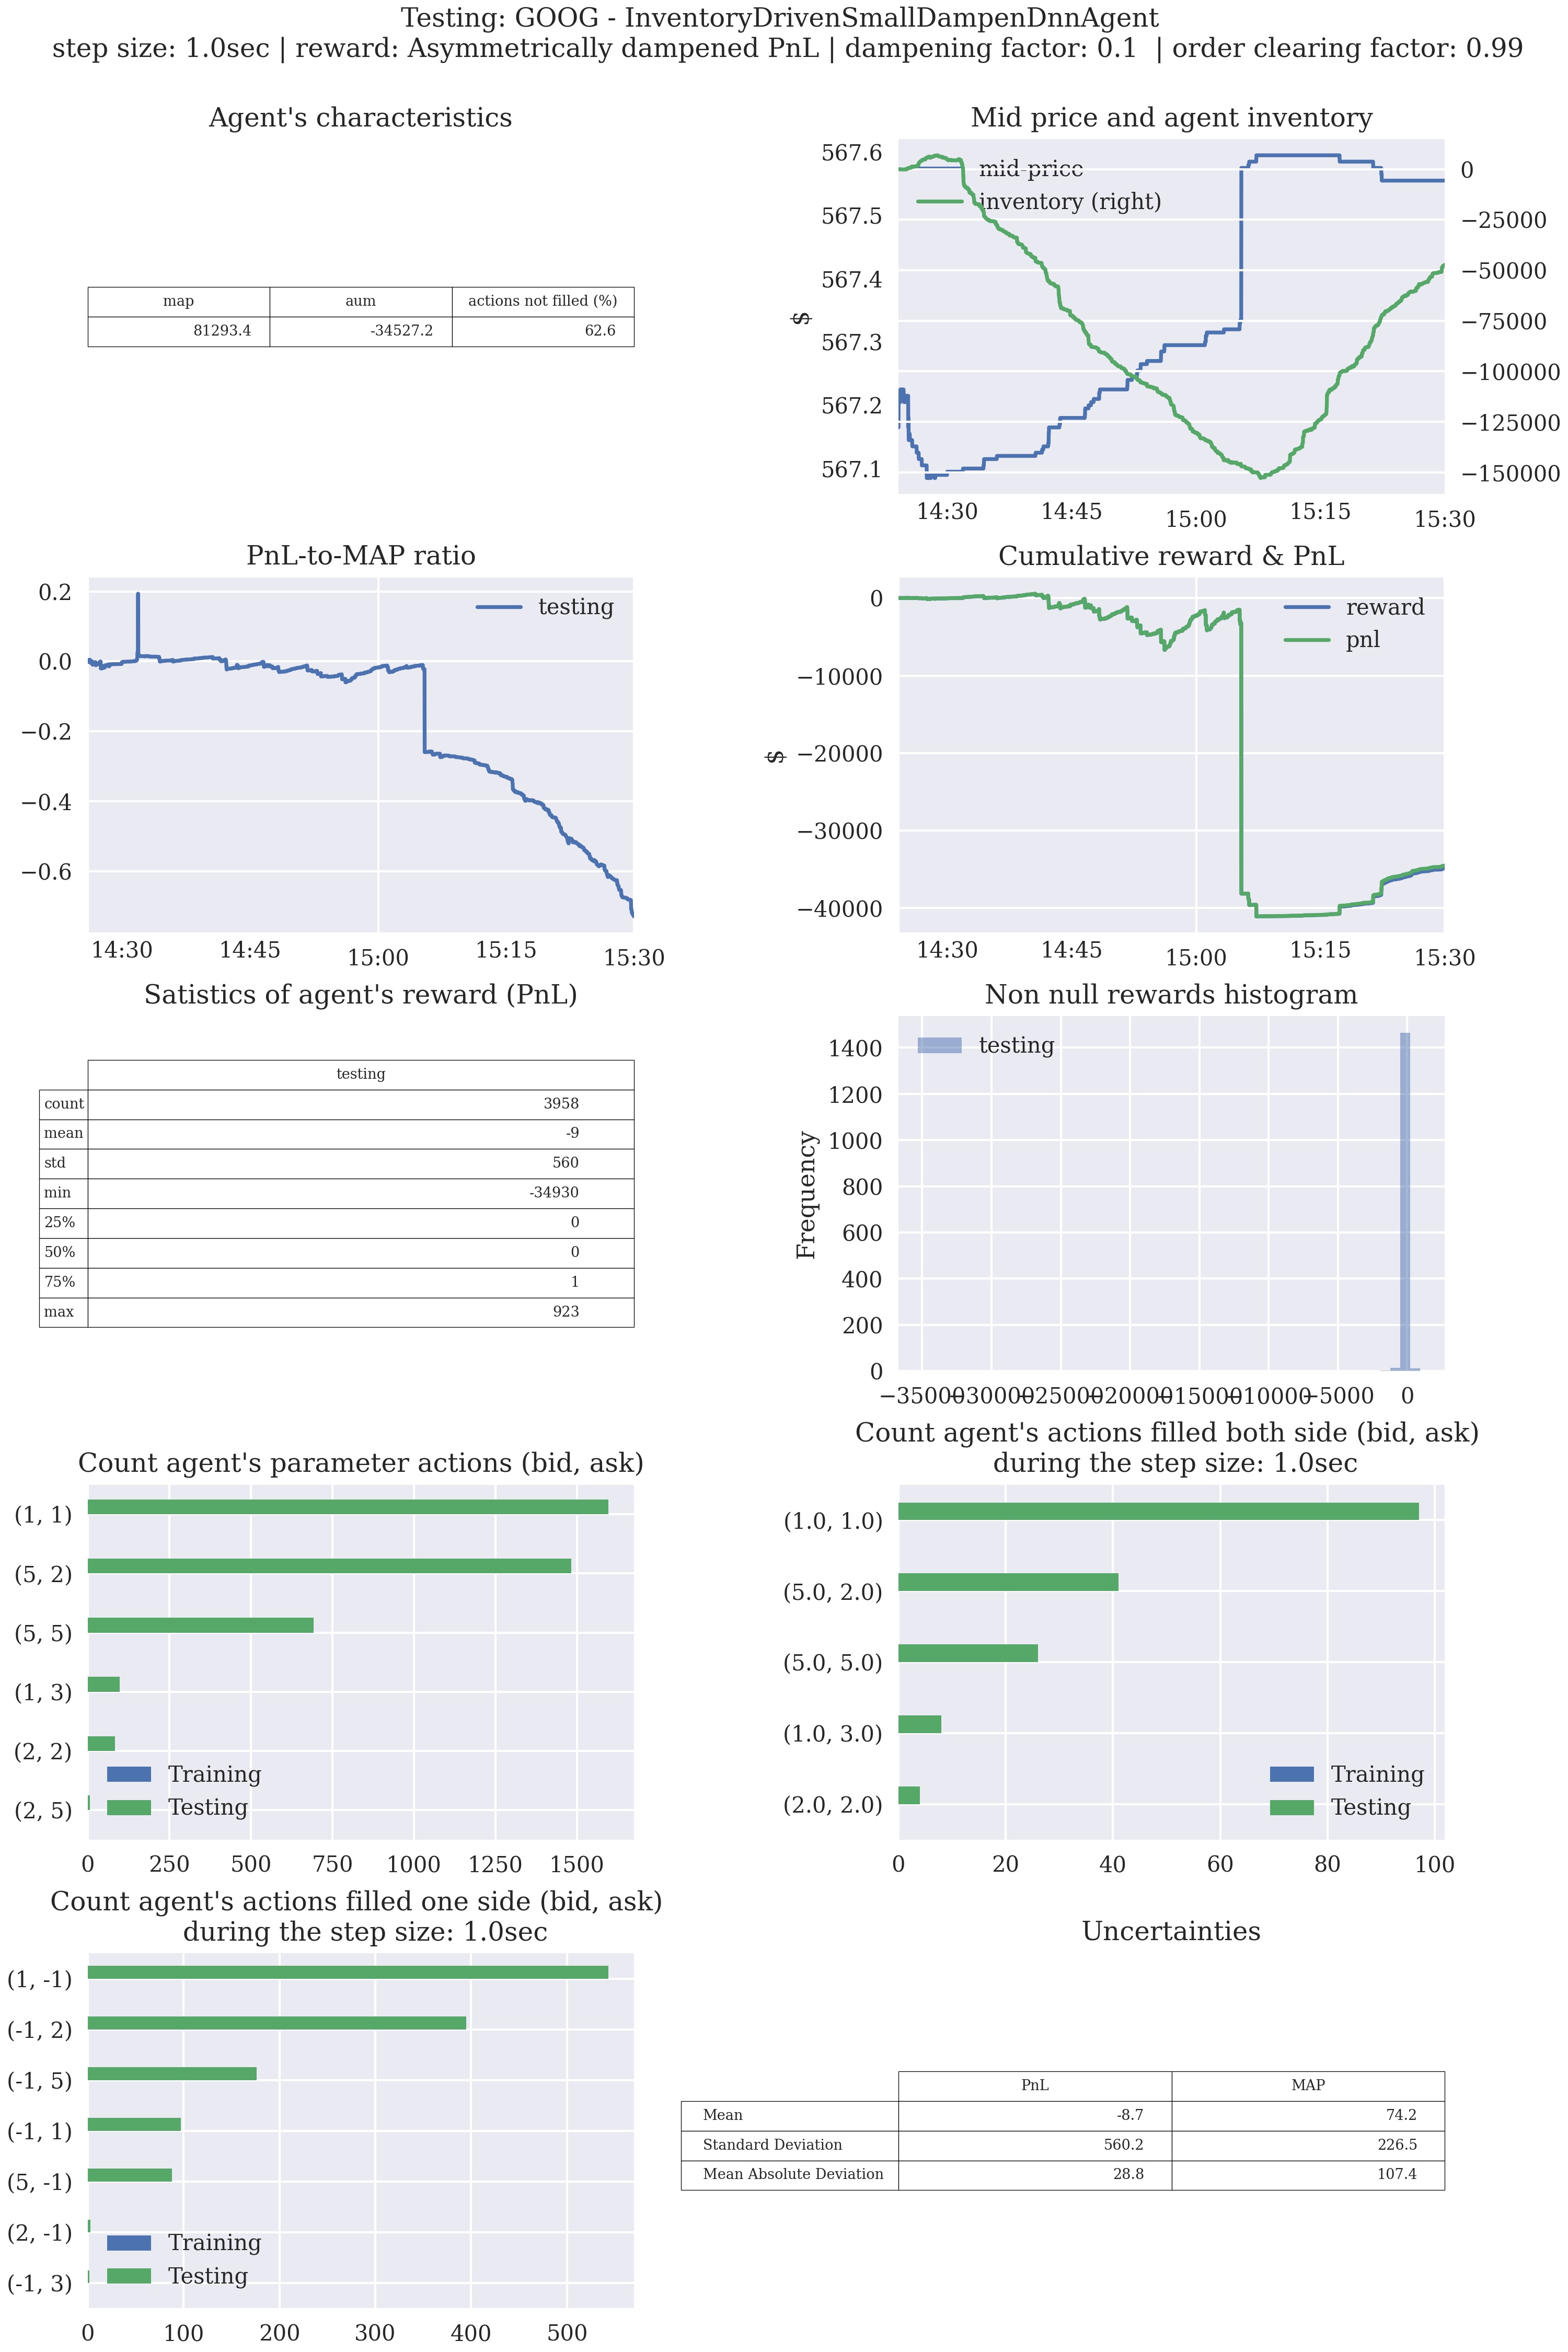 Testing: GOOG - InventoryDrivenSmallDampenDnnAgent
step size: 1.0sec | reward: Asymmetrically dampened PnL | dampening factor: 0.1 | order clearing factor: 0.99
Agent's characteristics
map aum actions not filled (%)
81293.4 -34527.2 62.6
Mid price and agent inventory
mid-price
inventory (right)
$
567.6
567.5
567.4
567.3
567.2
567.1
0
−25000
−50000
−75000
−100000
−125000
−150000
14:30 14:45 15:00 15:15 15:30
PnL-to-MAP ratio
testing
0.2
0.0
−0.2
−0.4
−0.6
14:30 14:45 15:00 15:15 15:30
Cumulative reward & PnL
reward
pnl
$
0
−10000
−20000
−30000
−40000
14:30 14:45 15:00 15:15 15:30
Satistics of agent's reward (PnL)
testing
count 3958
mean -9
std 560
min -34930
25% 0
50% 0
75% 1
max 923
Non null rewards histogram
testing
Frequency
1400
1200
1000
800
600
400
200
0
−35000 −30000 −25000 −20000 −15000 −10000 −5000 0
Count agent's parameter actions (bid, ask)
(1, 1)
(5, 2)
(5, 5)
(1, 3)
(2, 2)
(2, 5)
Training
Testing
0 250 500 750 1000 1250 1500
Count agent's actions filled both side (bid, ask)
during the step size: 1.0sec
(1.0, 1.0)
(5.0, 2.0)
(5.0, 5.0)
(1.0, 3.0)
(2.0, 2.0)
Training
Testing
0 20 40 60 80 100
Count agent's actions filled one side (bid, ask)
during the step size: 1.0sec
(1, -1)
(-1, 2)
(-1, 5)
(-1, 1)
(5, -1)
(2, -1)
(-1, 3)
Training
Testing
0 100 200 300 400 500
Uncertainties
PnL MAP
Mean -8.7 74.2
Standard Deviation 560.2 226.5
Mean Absolute Deviation 28.8 107.4